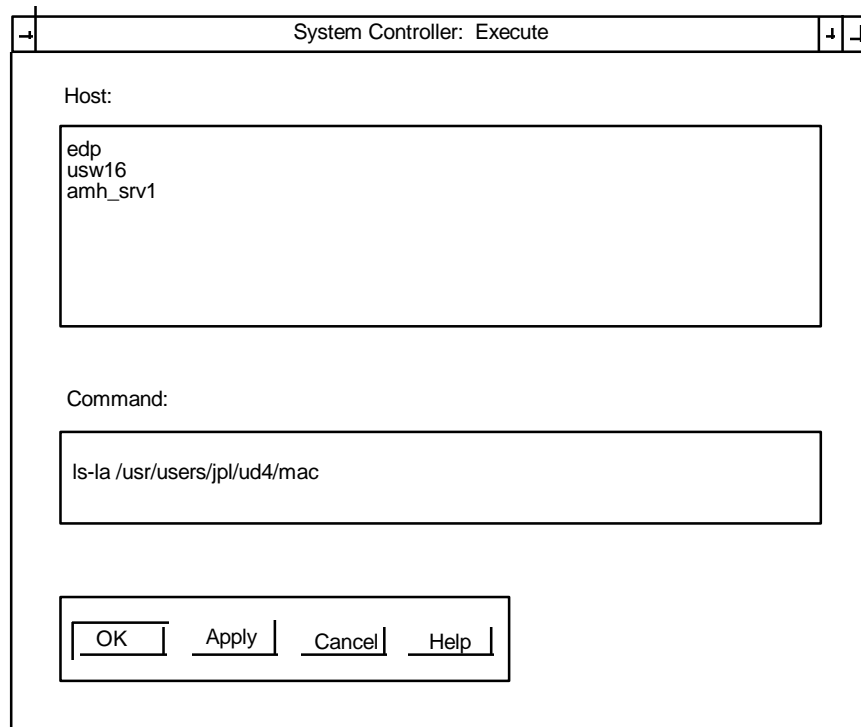 System Controller: Execute
Host:
edp
usw16
amh_srv1
Command:
ls-la /usr/users/jpl/ud4/mac
OK Apply Cancel Help